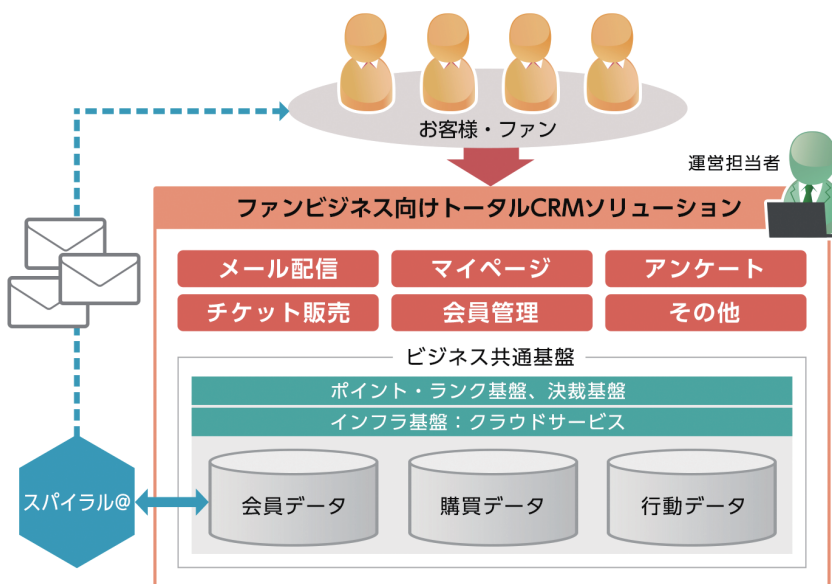 お客様・ファン
運営担当者
ファンビジネス向けトータルCRMソリューション
メール配信
マイページ
アンケート
チケット販売
会員管理
その他
ビジネス共通基盤
ポイント・ランク基盤、決裁基盤
インフラ基盤：クラウドサービス
スパイラル@
会員データ
購買データ
行動データ